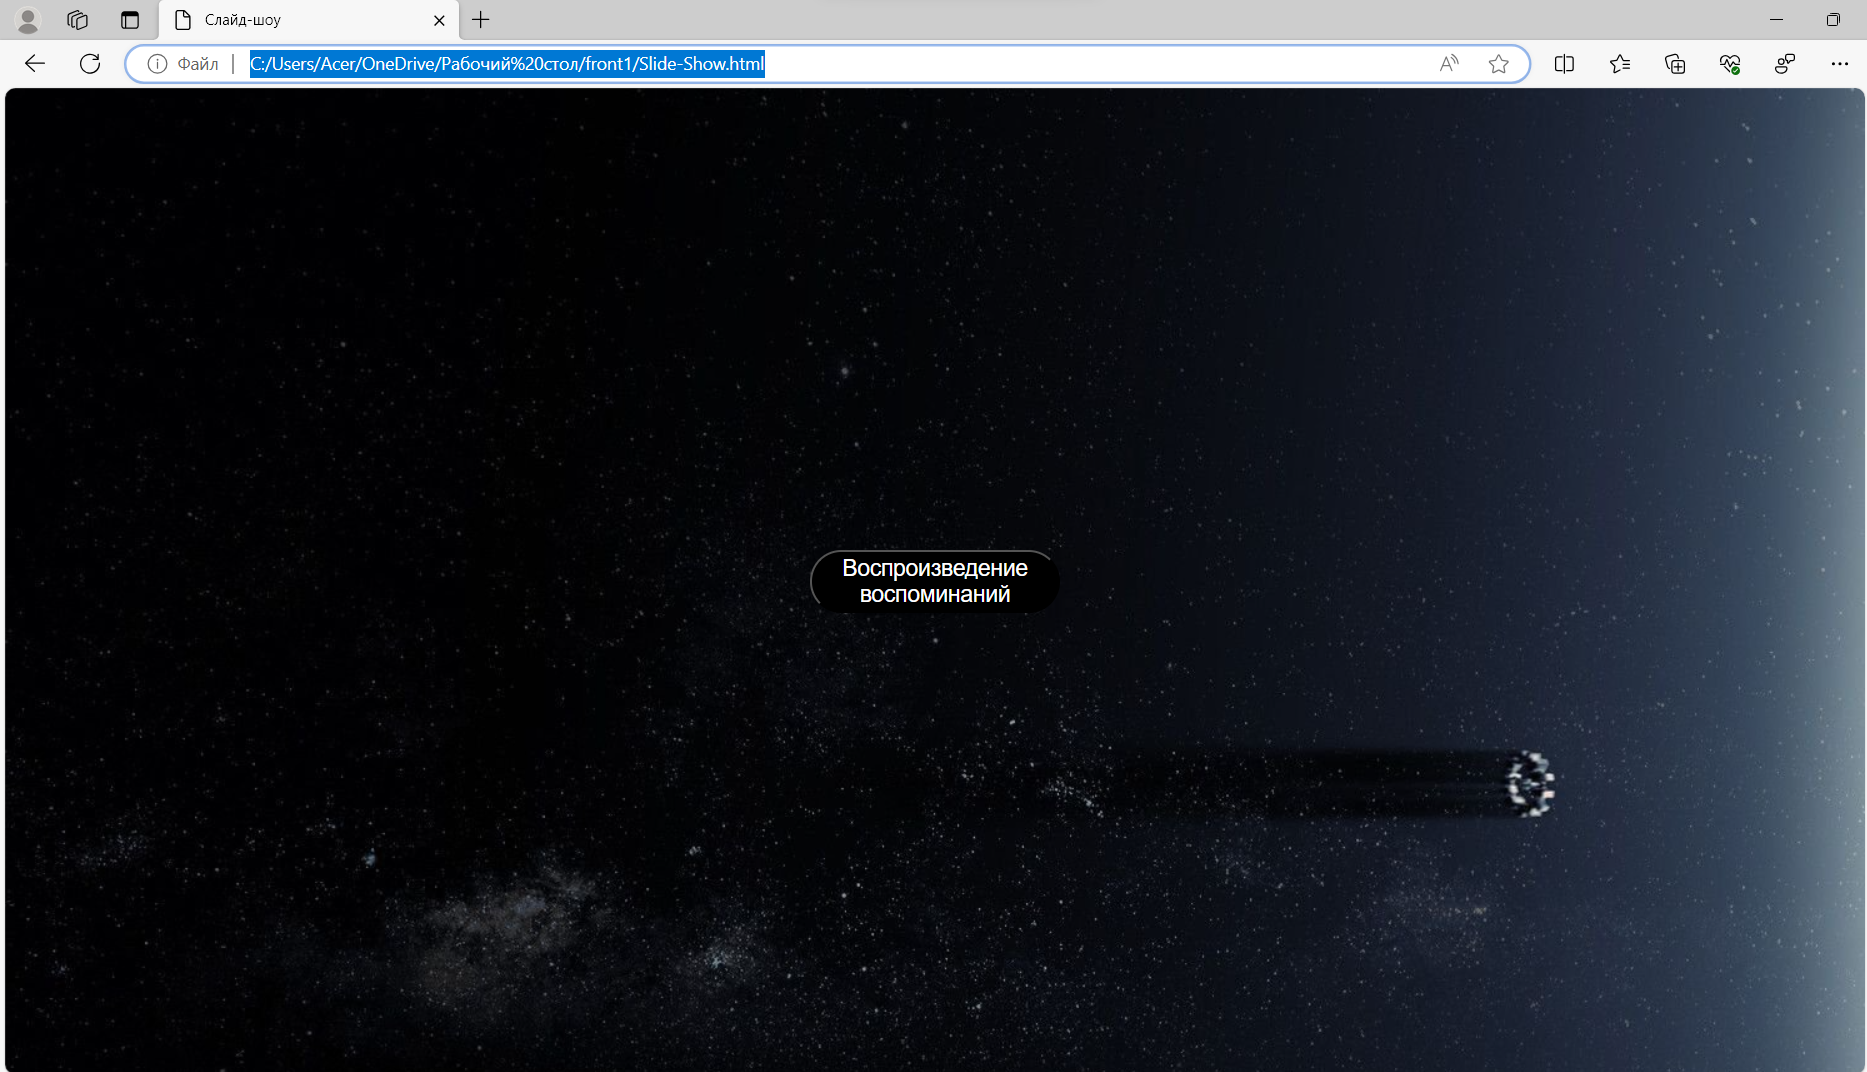 Слайд-шоу
Файл
C:/Users/Acer/OneDrive/Рабочий%20стол/front1/Slide-Show.html
Воспроизведение
воспоминаний